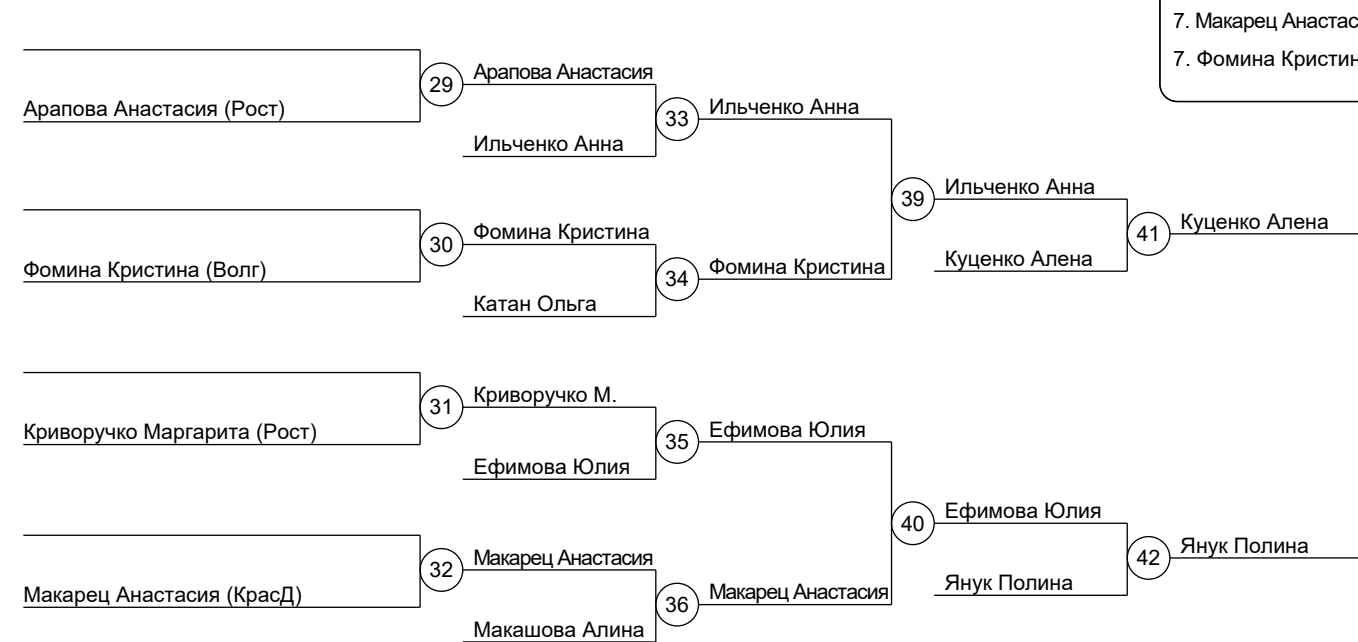 7. Макарец
7. Фомина
29 Арапова Анастасия
Арапова Анастасия (Рост)
33 Ильченко Анна
Ильченко Анна
39 Ильченко Анна
Фомина Кристина
30
41 Куценко Алена
Фомина Кристина (Волг)
34 Фомина Кристина
Куценко Алена
Катан Ольга
31 Криворучко М.
Криворучко Маргарита (Рост)
35 Ефимова Юлия
Ефимова Юлия
40 Ефимова Юлия
32 Макарец Анастасия
42 Янук Полина
Макарец Анастасия (КрасД)
36 Макарец Анастасия
Янук Полина
Макашова Алина